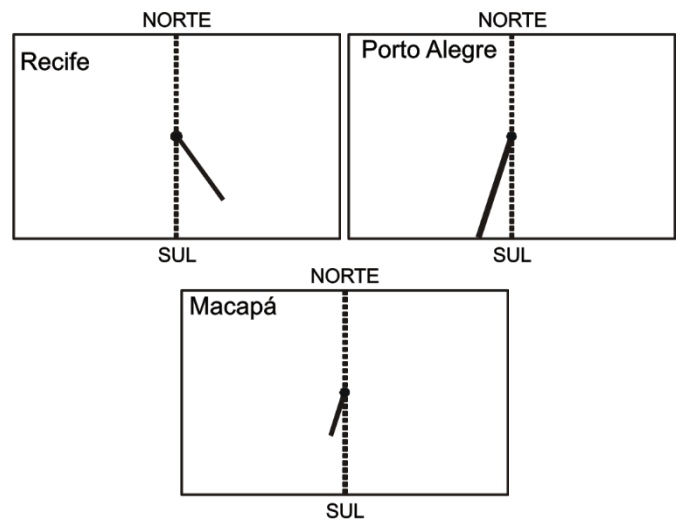 NORTE
Recife
SUL
NORTE
Porto Alegre
SUL
NORTE
Macapá
SUL